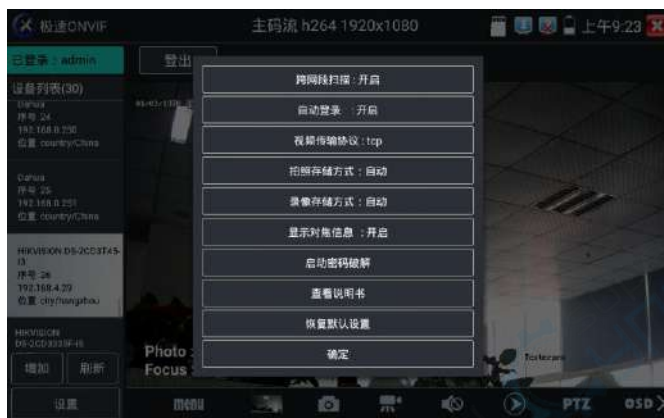 极速ONVIF
主码流 h264 1920x1080
上午9:23
已登录：admin
登出
设备列表(30)
Dahua
序号 24
192.168.0.250
位置 country/China
Dahua
序号 25
192.168.0.251
位置 country/China
HIKVISION DS-2CD3T45-I3
序号 26
192.168.4.29
位置 city/hangzhou
HIKVISION
增加
刷新
设置
跨网段扫描：开启
自动登录 ：开启
视频传输协议：tcp
拍照存储方式：自动
录像存储方式：自动
显示对焦信息 ：开启
启动密码破解
查看说明书
恢复默认设置
确定
Photo :
Focus
Testerpro
menu
PTZ
OSD